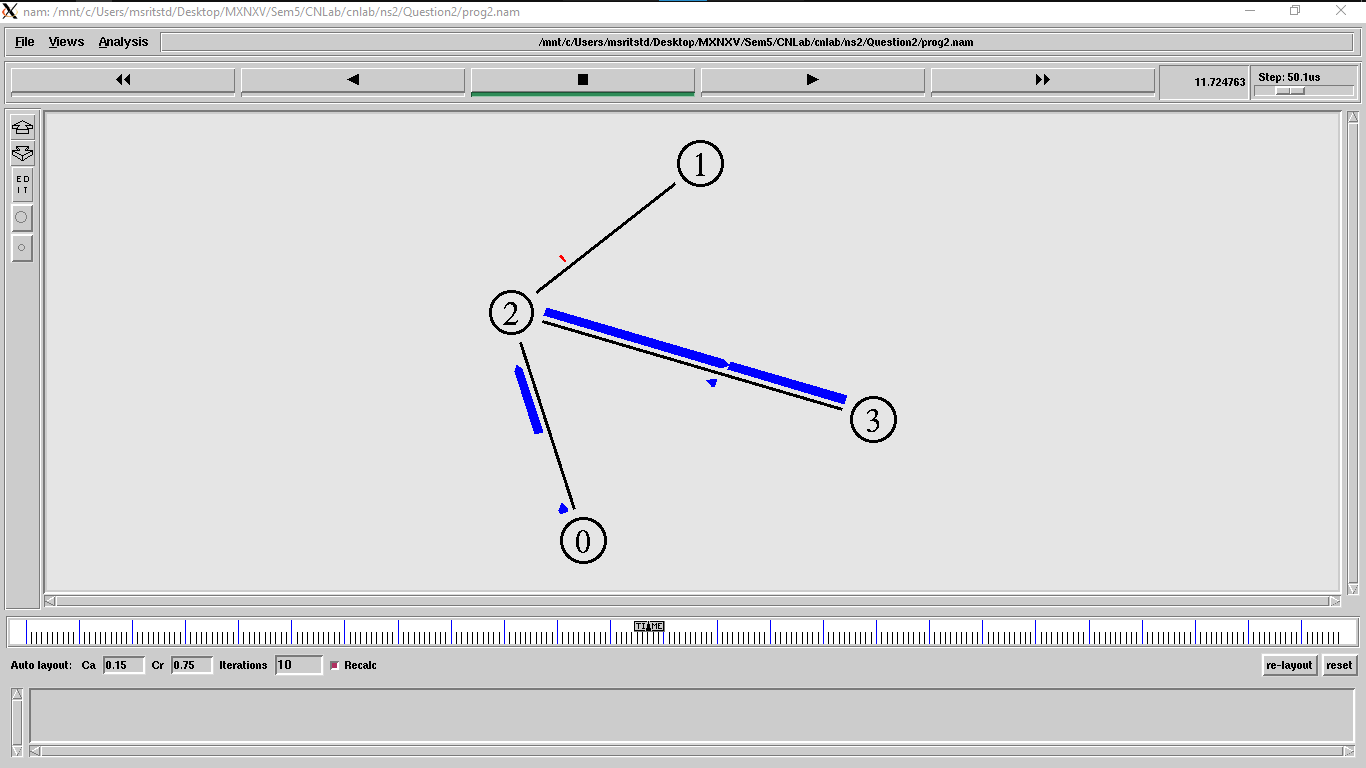 nam: /mnt/c/Users/msritstd/Desktop/MXNXV/Sem5/CNLab/cnlab/ns2/Question2/prog2.nam
File Views Analysis /mnt/c/Users/msritstd/Desktop/MXNXV/Sem5/CNLab/cnlab/ns2/Question2/prog2.nam
11.724763 Step: 50.1us
ED
IT
1
2
3
0
TIME
Auto layout: Ca 0.15 Cr 0.75 Iterations 10 Recalc re-layout reset